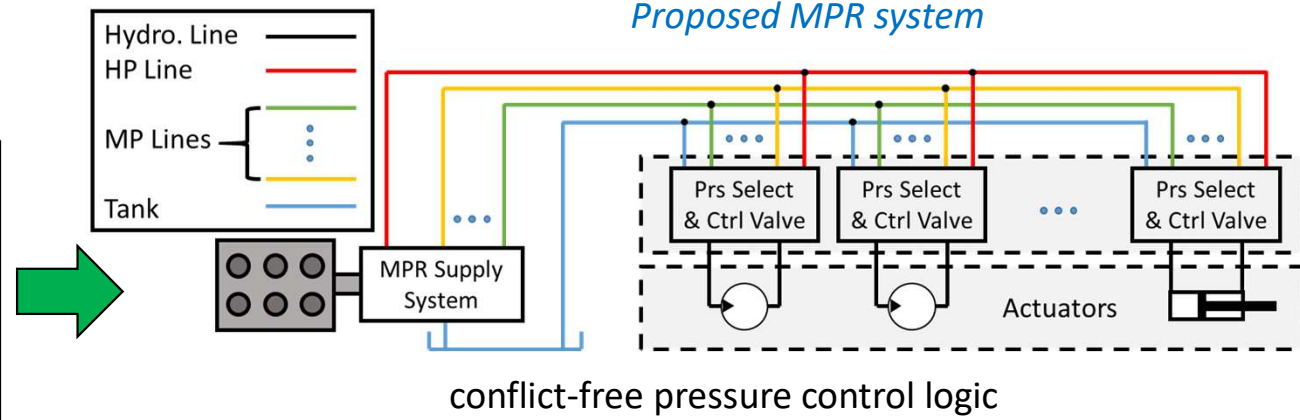 Proposed MPR system
Hydro. Line
HP Line
MP Lines
Tank
MPR Supply
System
Prs Select
& Ctrl Valve
Prs Select
& Ctrl Valve
Prs Select
& Ctrl Valve
Actuators
conflict-free pressure control logic